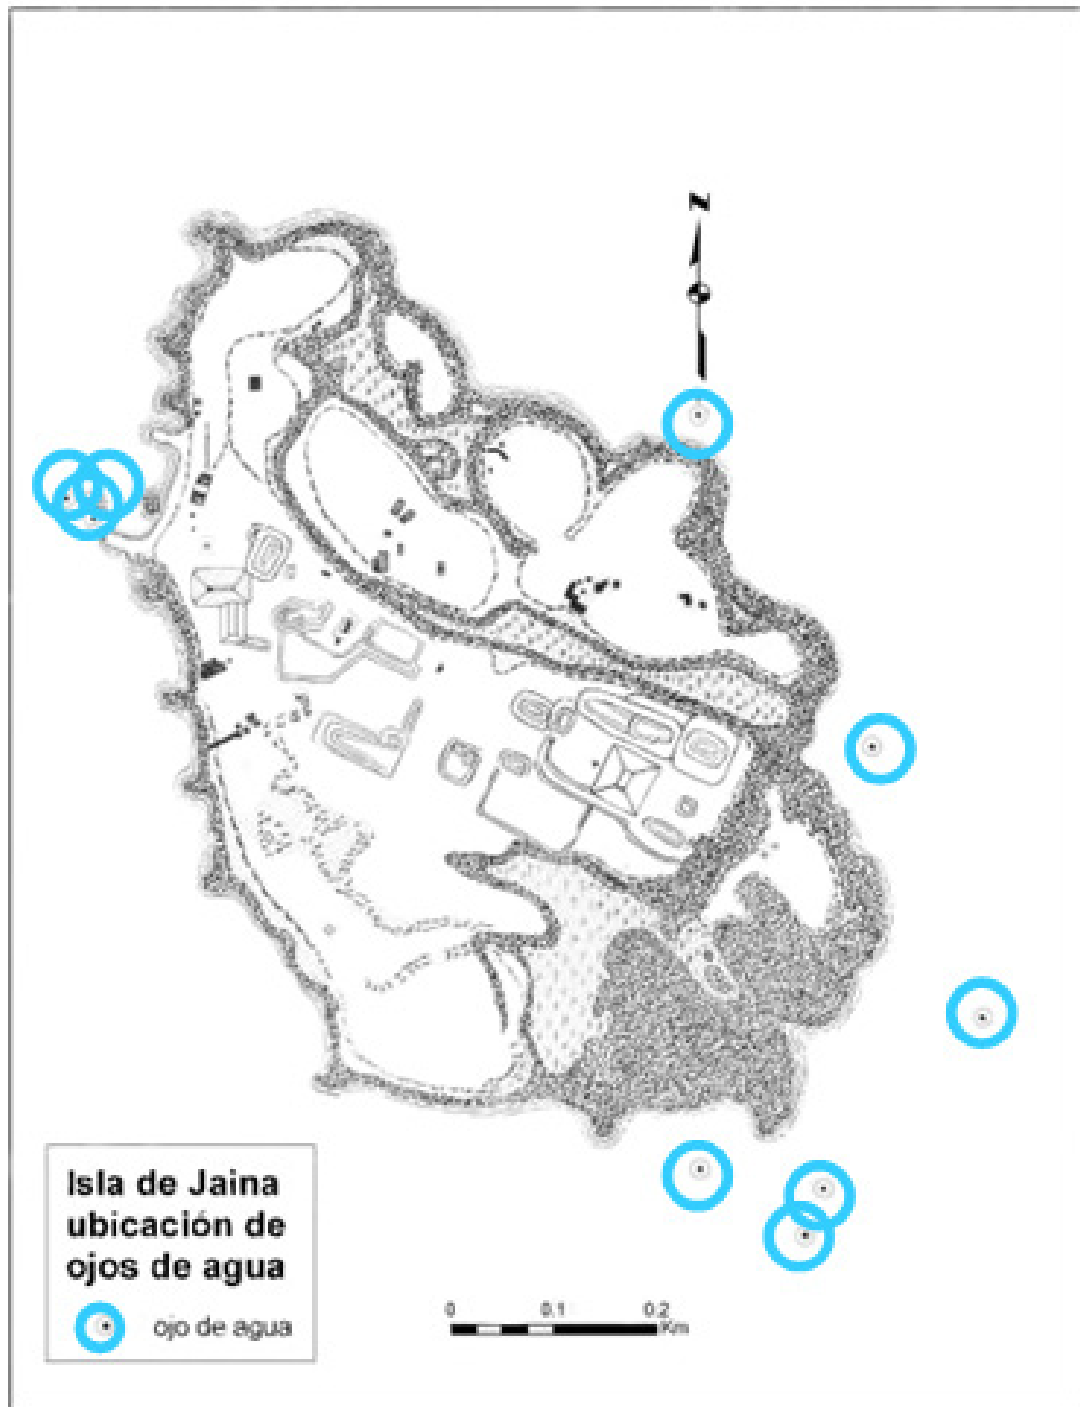 N
Isla de Jaina
ubicación de
ojos de agua
ojo de agua
0 0.1 0.2
Km